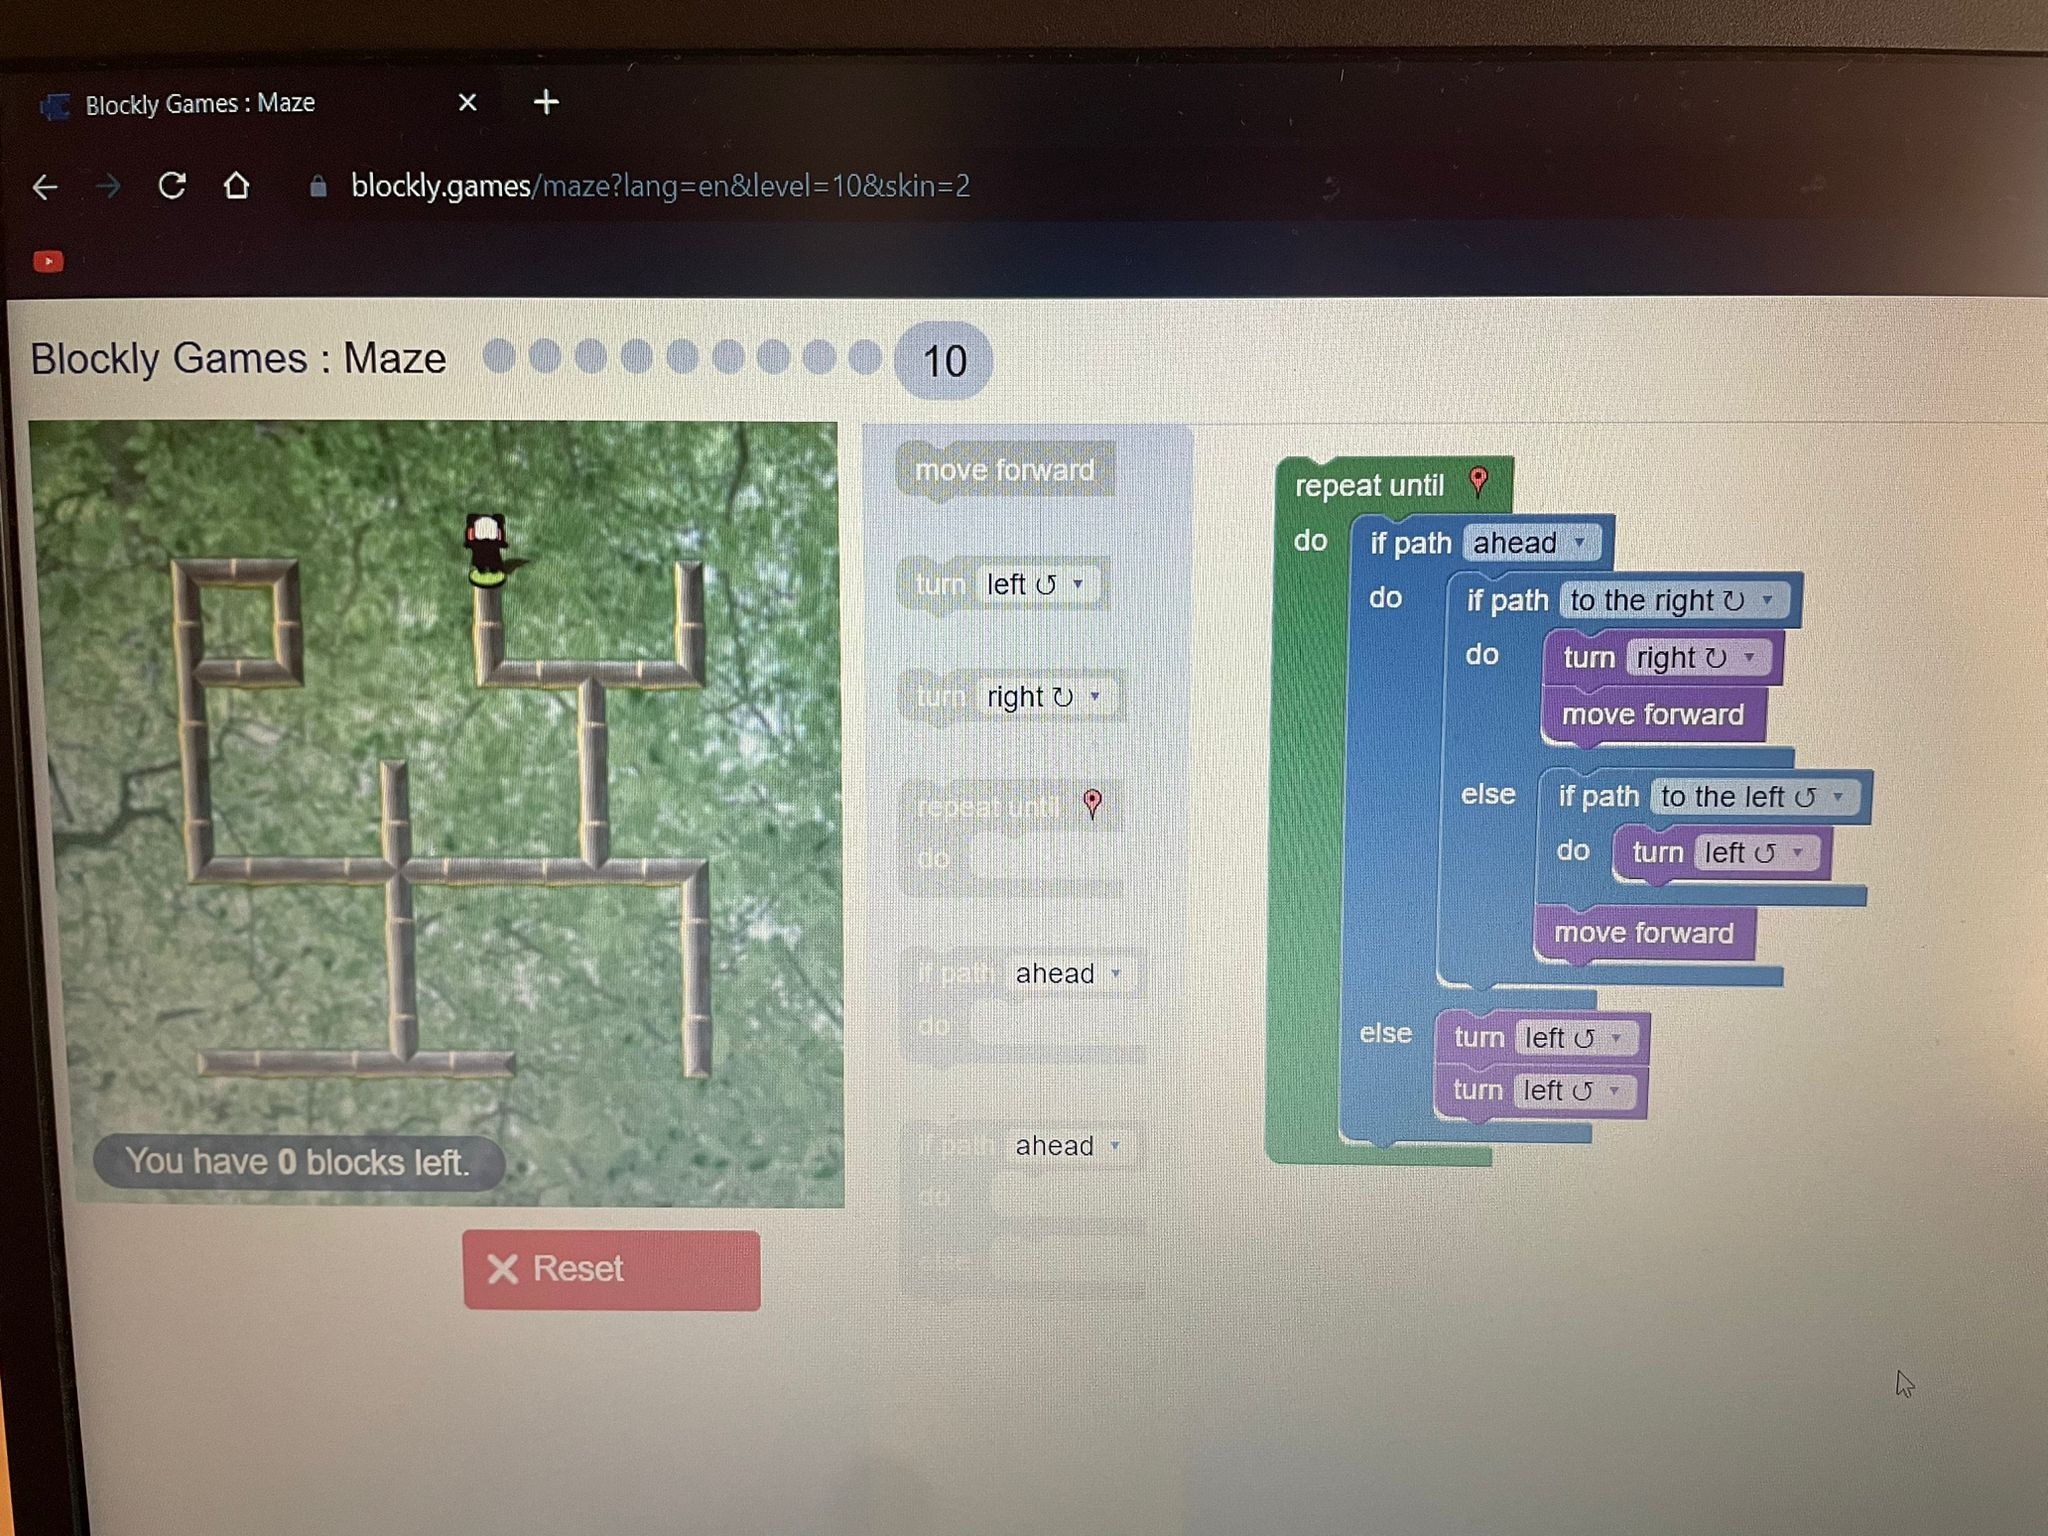 Blockly Games : Maze
blockly.games/maze?lang=en&level=10&skin=2
Blockly Games : Maze
10
move forward
turn left ↺
turn right ↻
repeat until
do
if path ahead
do
if path ahead
do
else
repeat until
do
if path ahead
do
if path to the right ↻
do
turn right ↻
move forward
else
if path to the left ↺
do
turn left ↺
move forward
else
turn left ↺
turn left ↺
You have 0 blocks left.
Reset